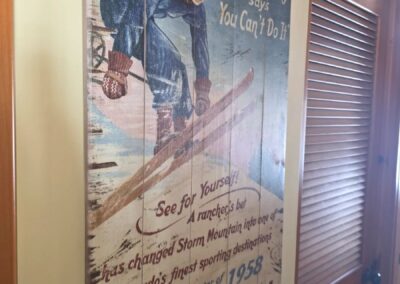 says
You Can't Do It
See for Yourself!
A rancher's bet
has changed Storm Mountain into one of
finest sporting destinations
of 1958